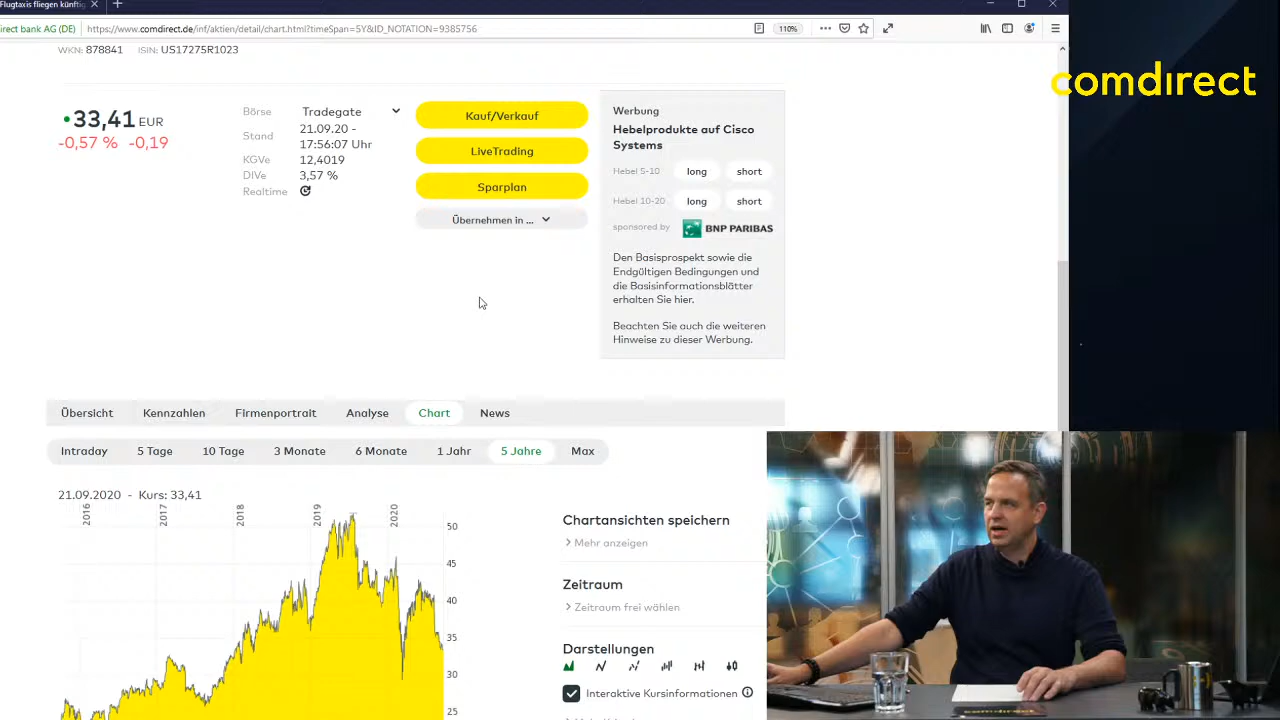 Flugtaxis fliegen künftig
direct bank AG (DE)
https://www.comdirect.de/inf/aktien/detail/chart.html?timeSpan=5Y&ID_NOTATION=9385756
110%
WKN: 878841 ISIN: US17275R1023
comdirect
33,41 EUR
-0,57 % -0,19
Börse Tradegate
Stand 21.09.20 -
17:56:07 Uhr
KGVe 12,4019
DIVe 3,57 %
Realtime
Kauf/Verkauf
LiveTrading
Sparplan
Übernehmen in ...
Werbung
Hebelprodukte auf Cisco
Systems
Hebel 5-10 long short
Hebel 10-20 long short
sponsored by BNP PARIBAS
Den Basisprospekt sowie die
Endgültigen Bedingungen und
die Basisinformationsblätter
erhalten Sie hier.
Beachten Sie auch die weiteren
Hinweise zu dieser Werbung.
Übersicht Kennzahlen Firmenportrait Analyse Chart News
Intraday 5 Tage 10 Tage 3 Monate 6 Monate 1 Jahr 5 Jahre Max
21.09.2020 - Kurs: 33,41
2016 2017 2018 2019 2020
50
45
40
35
30
25
Chartansichten speichern
Mehr anzeigen
Zeitraum
Zeitraum frei wählen
Darstellungen
Interaktive Kursinformationen
comdirect